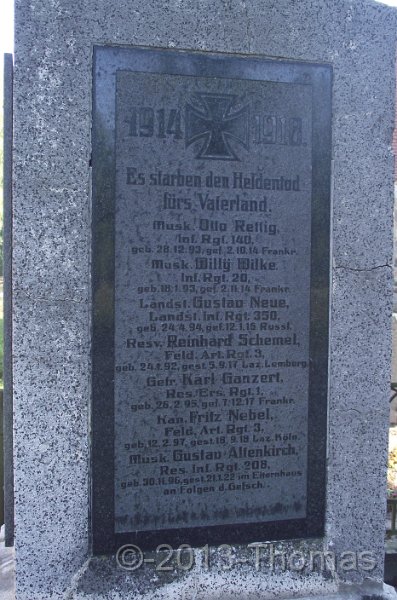 1914 1918.
Es starben den Heldentod
fürs Vaterland.
Musk. Otto Rettig,
Inf. Rgt. 140,
geb. 28.12.93, gef. 2.10.14 Frankr.
Musk. Willÿ Wilke.
Inf. Rgt. 20,
geb. 18.1.93, gef. 2.11.14 Frankr.
Landst. Gustav Neue,
Landst. Inf. Rgt. 350,
geb. 24.4.94, gef. 12.1.15 Russl.
Resv. Reinhard Schemel,
Feld. Art. Rgt. 3,
geb. 24.1.92, gest. 5.9.17 Laz. Lemberg.
Gefr. Karl Ganzert,
Res. Ers. Rgt. 1,
geb. 26.2.95, gef. 7.12.17 Frankr.
Kan. Fritz Nebel,
Feld. Art. Rgt. 3,
geb. 12.2.97, gest. 18.9.18 Laz. Köln.
Musk. Gustav Altenkirch,
Res. Inf. Rgt. 208,
geb. 30.11.96, gest. 21.1.22 im Elternhaus
an Folgen d. Gefsch.
©-2013-Thomas